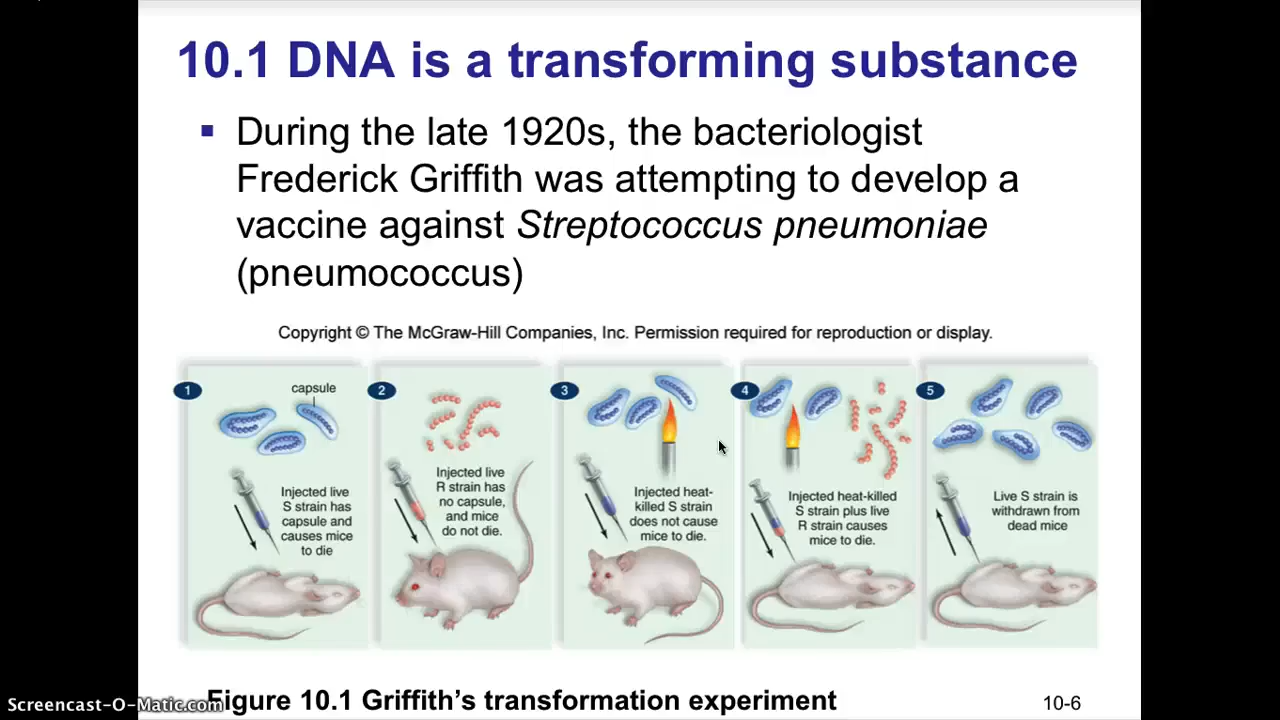 10.1 DNA is a transforming substance
▪ During the late 1920s, the bacteriologist
Frederick Griffith was attempting to develop a
vaccine against Streptococcus pneumoniae
(pneumococcus)
Copyright © The McGraw-Hill Companies, Inc. Permission required for reproduction or display.
1
capsule
Injected live
S strain has
capsule and
causes mice
to die
2
Injected live
R strain has
no capsule,
and mice
do not die.
3
Injected heat-
killed S strain
does not cause
mice to die.
4
Injected heat-killed
S strain plus live
R strain causes
mice to die.
5
Live S strain is
withdrawn from
dead mice
Figure 10.1 Griffith's transformation experiment
10-6
Screencast-O-Matic.com